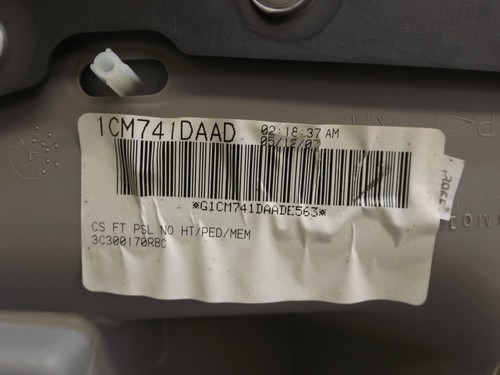 1CM741DAAD
02:18:37 AM
05/12/07
*G1CM741DAADE563*
CS FT PSL NO HT/PED/MEM
3C300170RBC